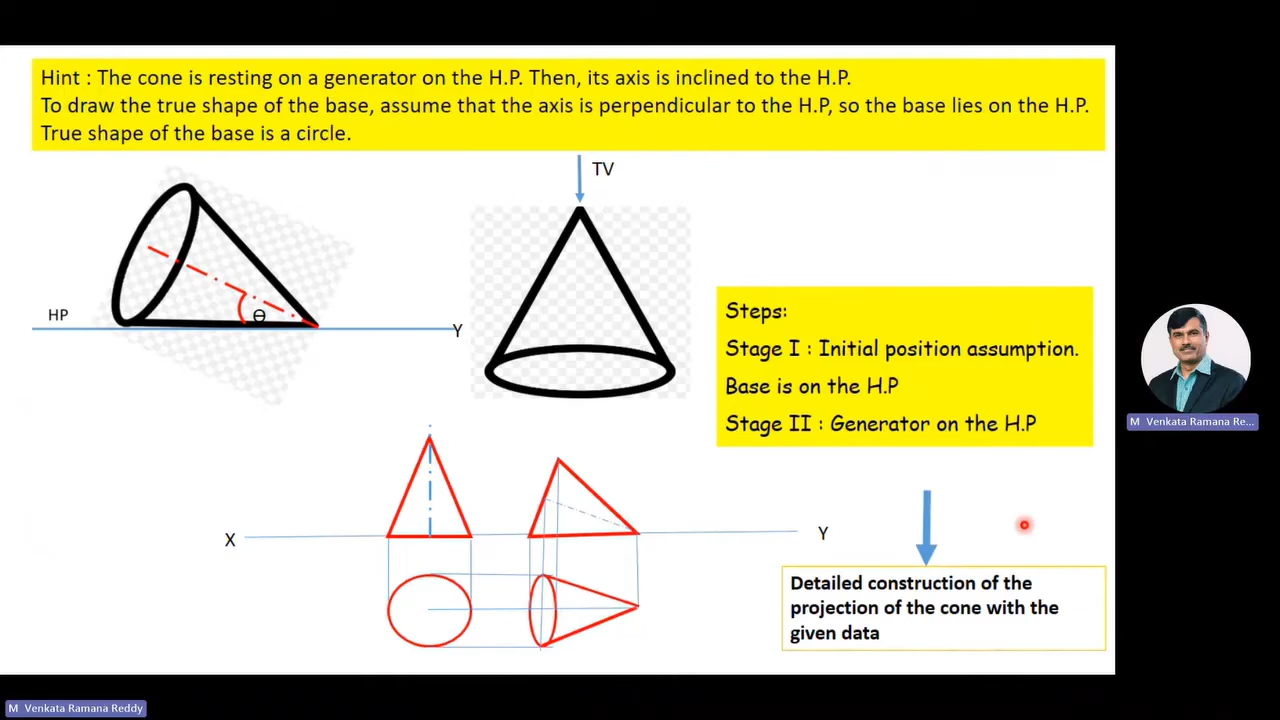 Hint : The cone is resting on a generator on the H.P. Then, its axis is inclined to the H.P.
To draw the true shape of the base, assume that the axis is perpendicular to the H.P, so the base lies on the H.P.
True shape of the base is a circle.
TV
HP
Ɵ
Y
Steps:
Stage I : Initial position assumption.
Base is on the H.P
Stage II : Generator on the H.P
X
Y
Detailed construction of the
projection of the cone with the
given data
M Venkata Ramana Re...
M Venkata Ramana Reddy